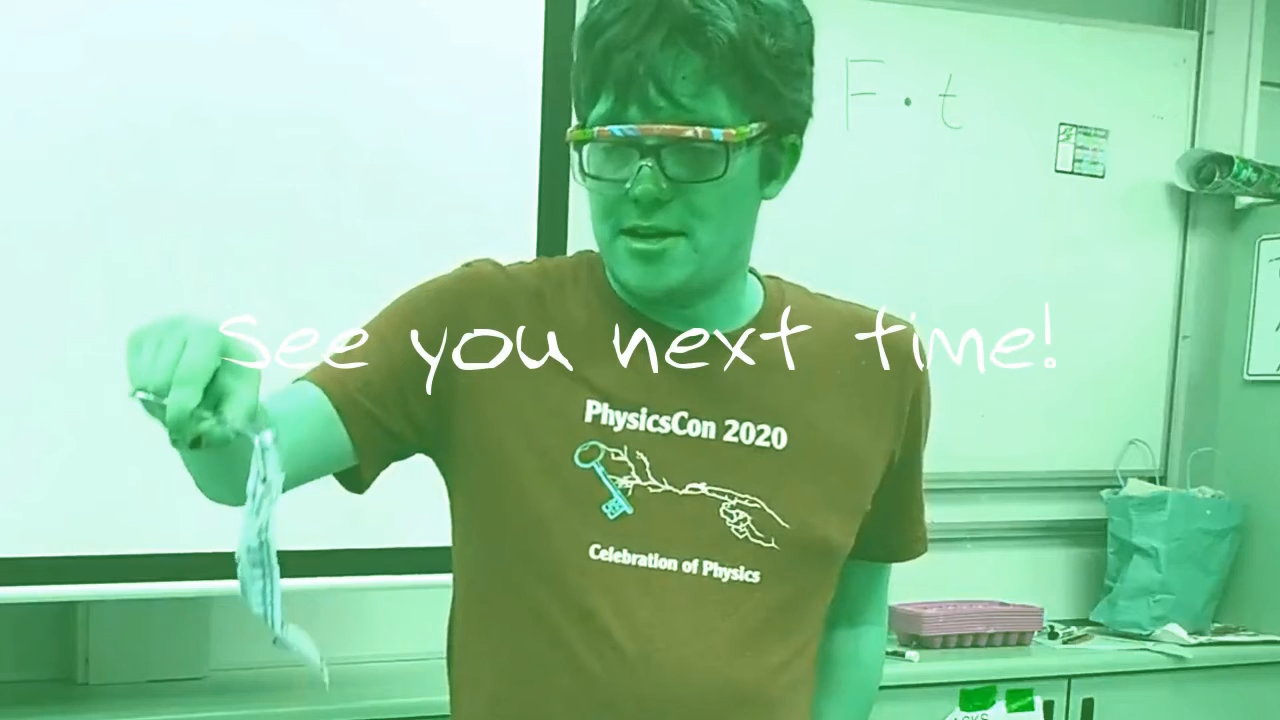 F · t
See you next time!
PhysicsCon 2020
Celebration of Physics